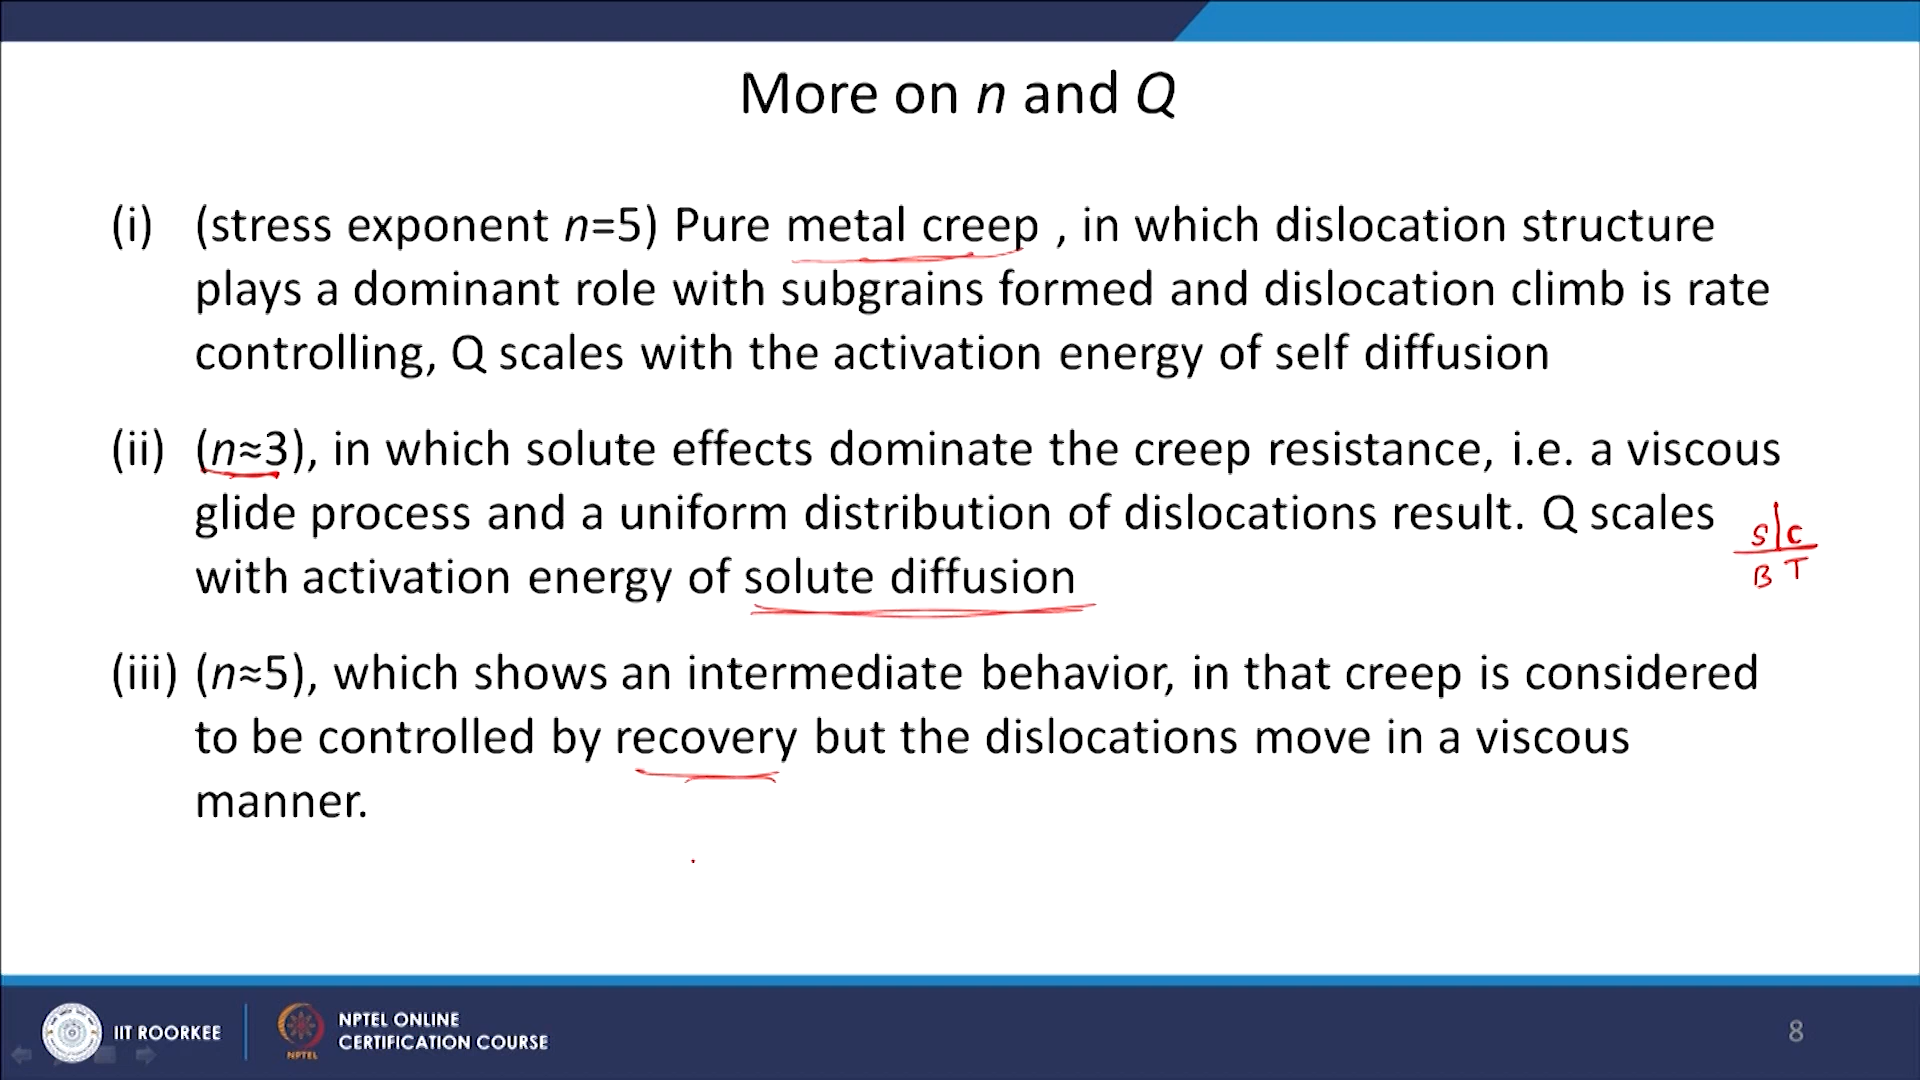 More on n and Q
(i) (stress exponent n=5) Pure metal creep , in which dislocation structure
plays a dominant role with subgrains formed and dislocation climb is rate
controlling, Q scales with the activation energy of self diffusion
(ii) (n≈3), in which solute effects dominate the creep resistance, i.e. a viscous
glide process and a uniform distribution of dislocations result. Q scales
with activation energy of solute diffusion
S C
B T
(iii) (n≈5), which shows an intermediate behavior, in that creep is considered
to be controlled by recovery but the dislocations move in a viscous
manner.
IIT ROORKEE
NPTEL
NPTEL ONLINE
CERTIFICATION COURSE
8